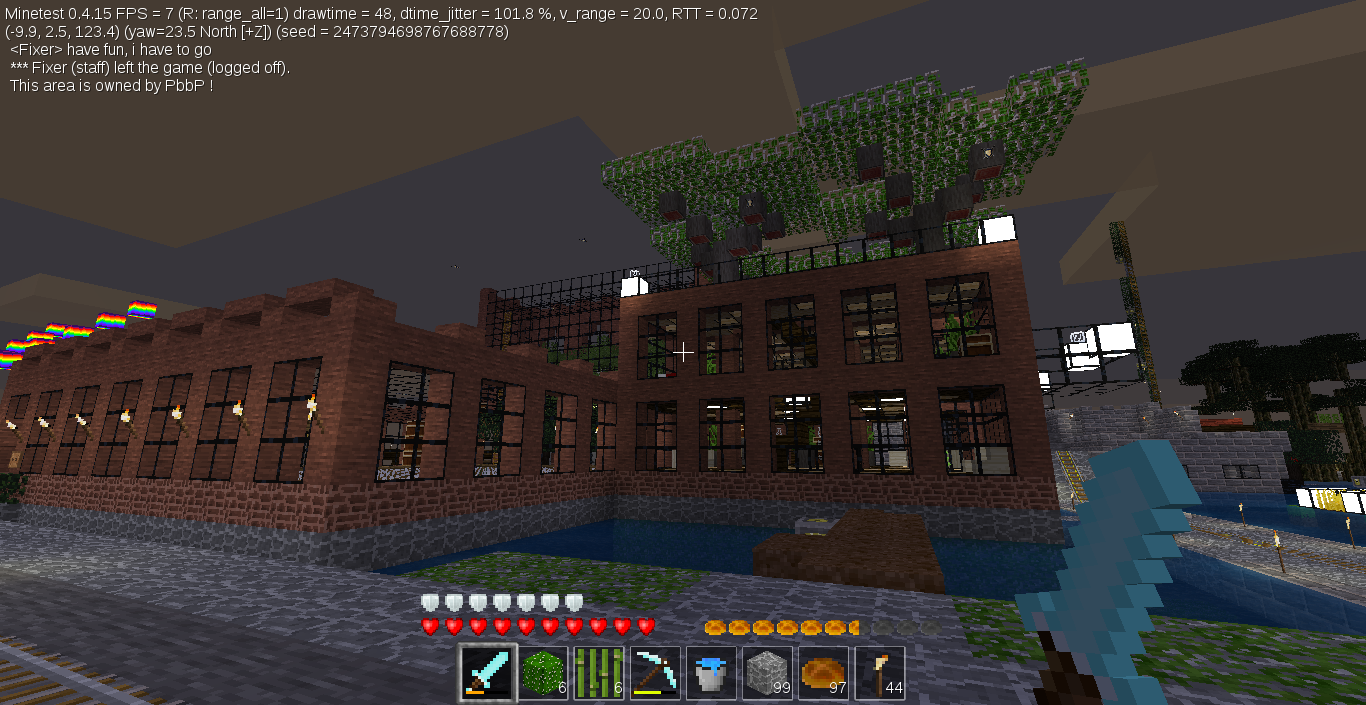 Minetest 0.4.15 FPS = 7 (R: range_all=1) drawtime = 48, dtime_jitter = 101.8 %, v_range = 20.0, RTT = 0.072
(-9.9, 2.5, 123.4) (yaw=23.5 North [+Z]) (seed = 2473794698767688778)
<Fixer> have fun, i have to go
*** Fixer (staff) left the game (logged off).
This area is owned by PbbP !
6 6 99 97 44